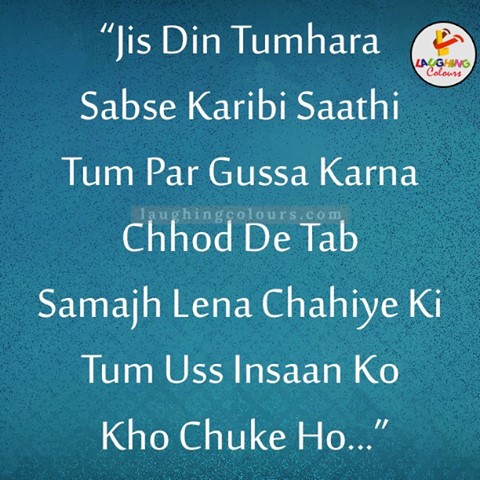 “Jis Din Tumhara
LAUGHING
Colours
Sabse Karibi Saathi
Tum Par Gussa Karna
laughingcolours.com
Chhod De Tab
Samajh Lena Chahiye Ki
Tum Uss Insaan Ko
Kho Chuke Ho...”